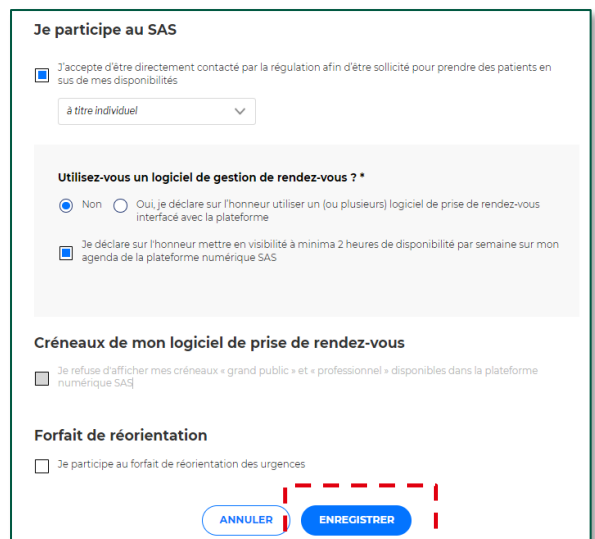 Je participe au SAS
J'accepte d'être directement contacté par la régulation afin d'être sollicité pour prendre des patients en
sus de mes disponibilités
à titre individuel
Utilisez-vous un logiciel de gestion de rendez-vous ? *
Non Oui, je déclare sur l'honneur utiliser un (ou plusieurs) logiciel de prise de rendez-vous
interfacé avec la plateforme
Je déclare sur l'honneur mettre en visibilité à minima 2 heures de disponibilité par semaine sur mon
agenda de la plateforme numérique SAS
Créneaux de mon logiciel de prise de rendez-vous
Je refuse d'afficher mes créneaux « grand public » et « professionnel » disponibles dans la plateforme
numérique SAS
Forfait de réorientation
Je participe au forfait de réorientation des urgences
ANNULER ENREGISTRER